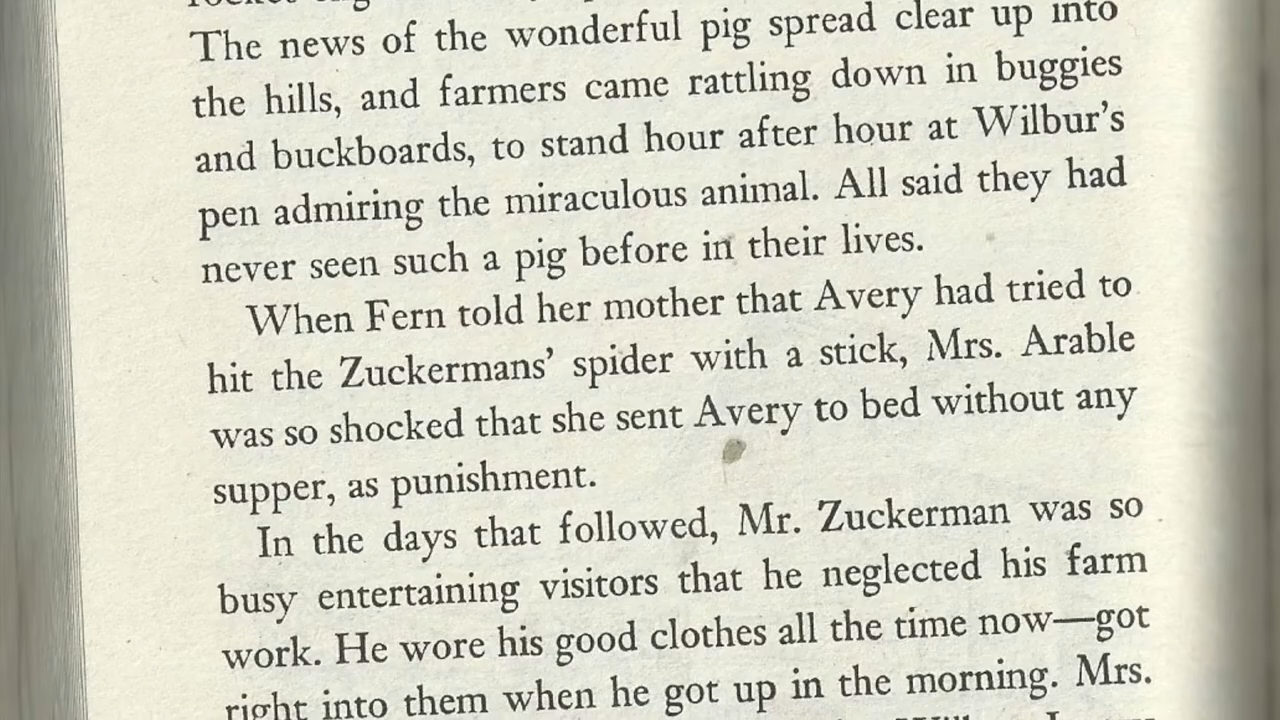 The news of the wonderful pig spread clear up into
the hills, and farmers came rattling down in buggies
and buckboards, to stand hour after hour at Wilbur's
pen admiring the miraculous animal. All said they had
never seen such a pig before in their lives.
When Fern told her mother that Avery had tried to
hit the Zuckermans' spider with a stick, Mrs. Arable
was so shocked that she sent Avery to bed without any
supper, as punishment.
In the days that followed, Mr. Zuckerman was so
busy entertaining visitors that he neglected his farm
work. He wore his good clothes all the time now—got
right into them when he got up in the morning. Mrs.